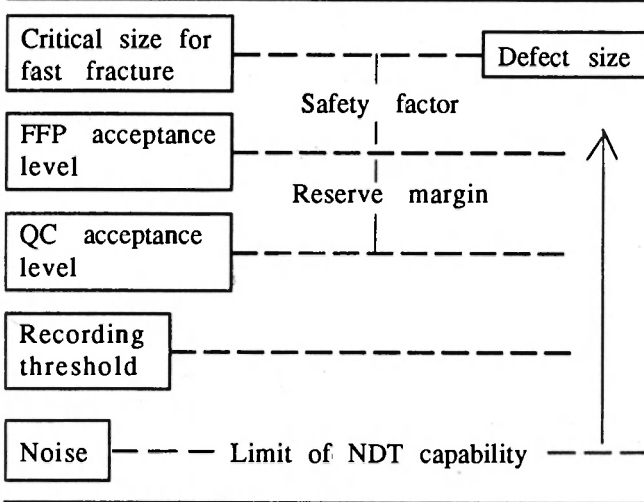 Critical size for
fast fracture
Defect size
Safety factor
FFP acceptance
level
Reserve margin
QC acceptance
level
Recording
threshold
Noise
Limit of NDT capability